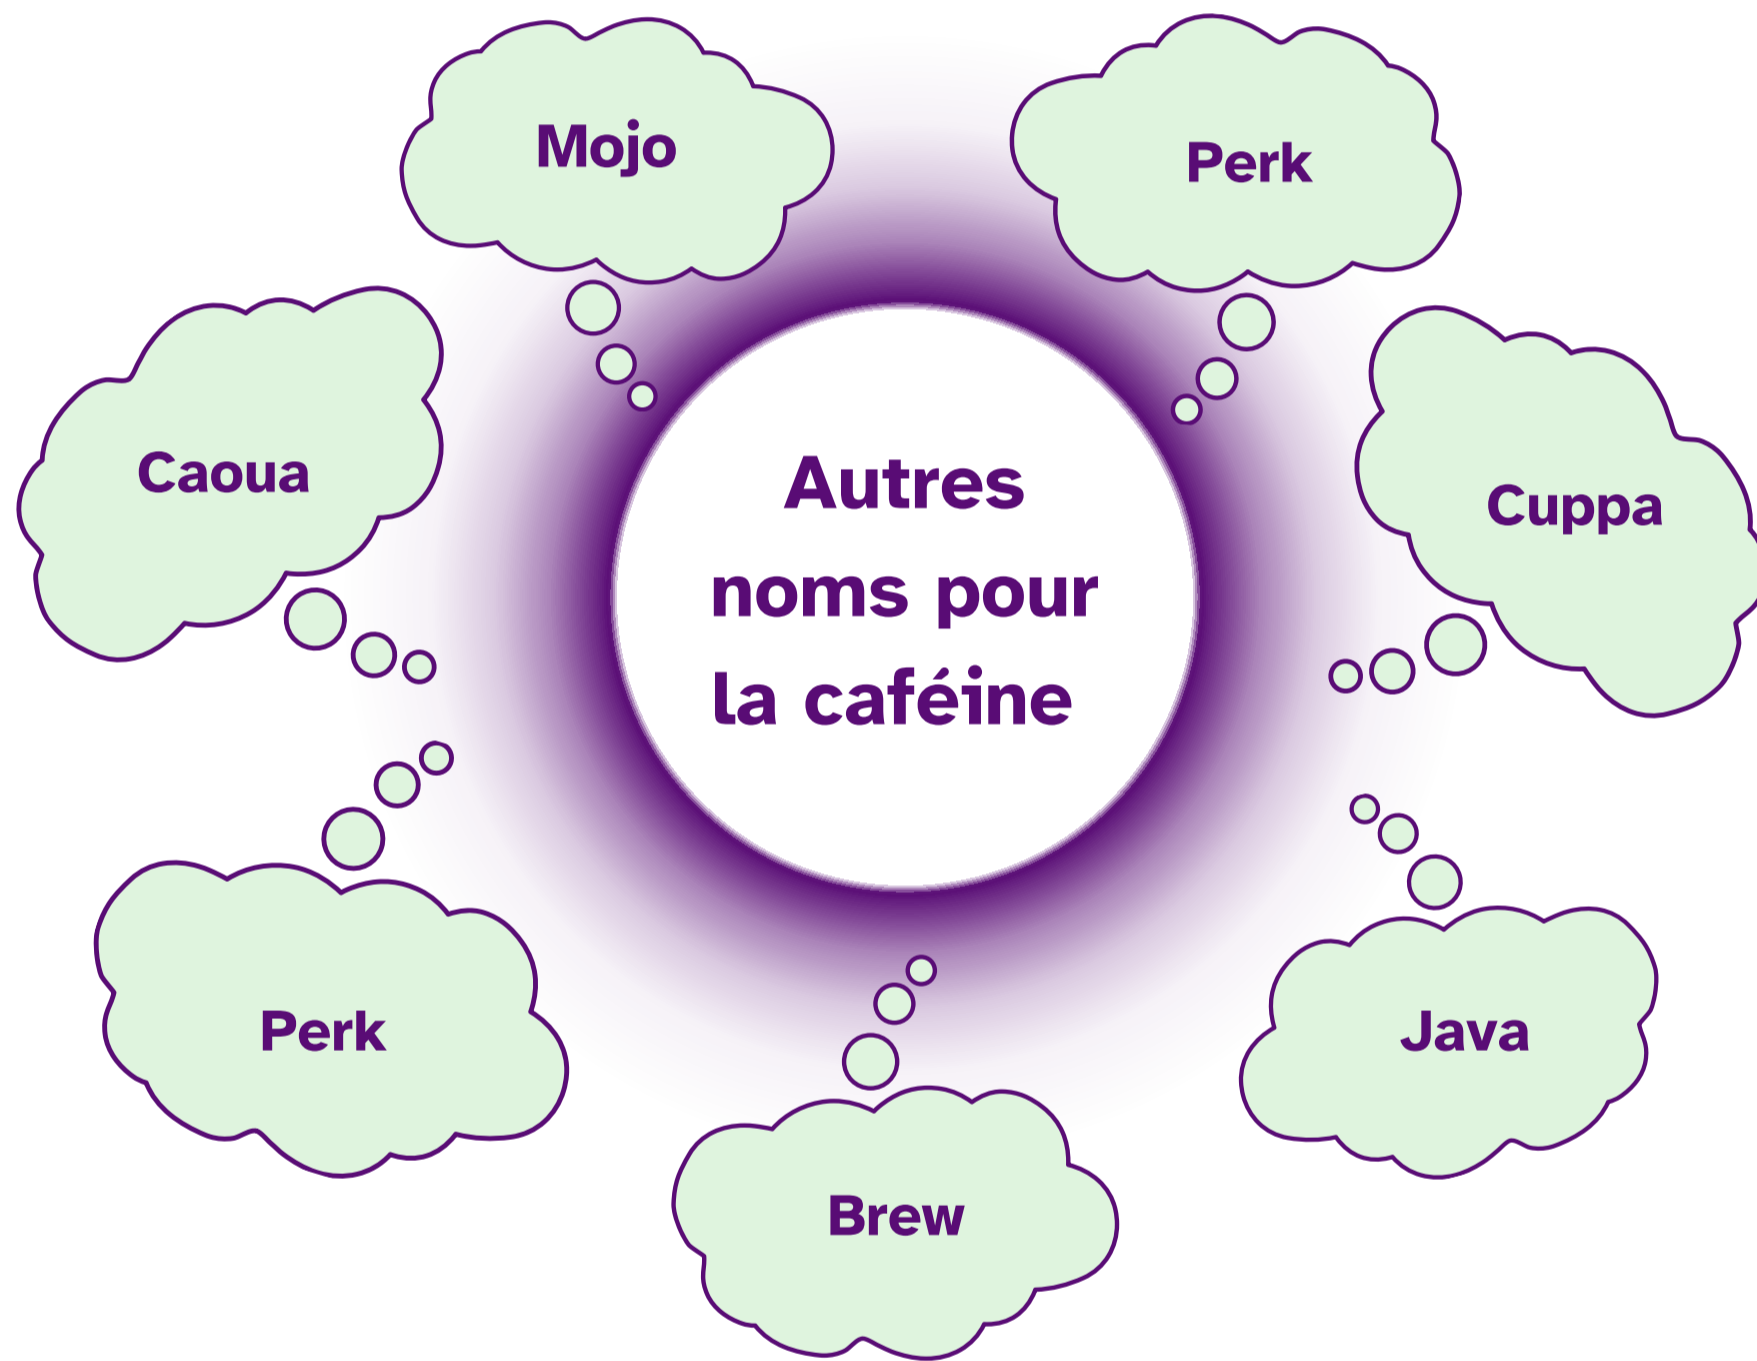 Mojo
Perk
Caoua
Cuppa
Autres
noms pour
la caféine
Perk
Java
Brew